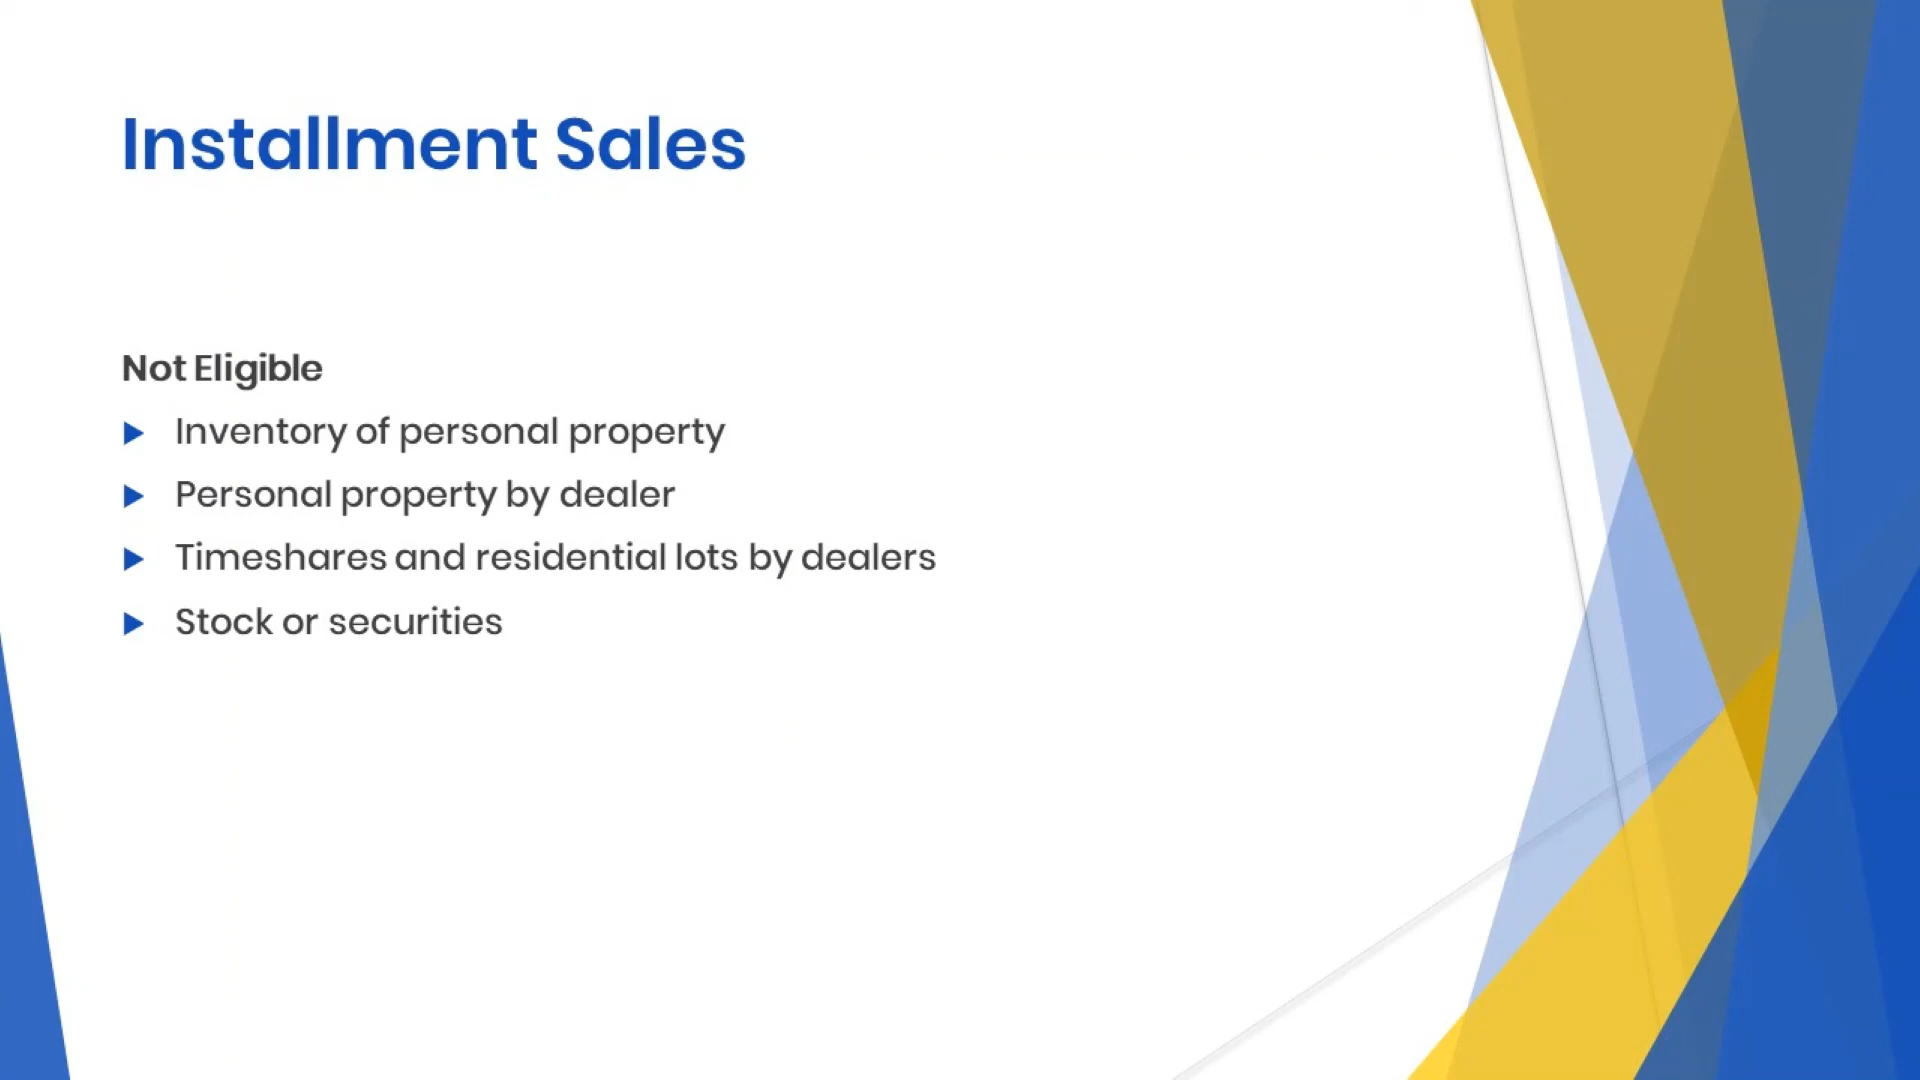 Installment Sales
Not Eligible
Inventory of personal property
Personal property by dealer
Timeshares and residential lots by dealers
Stock or securities